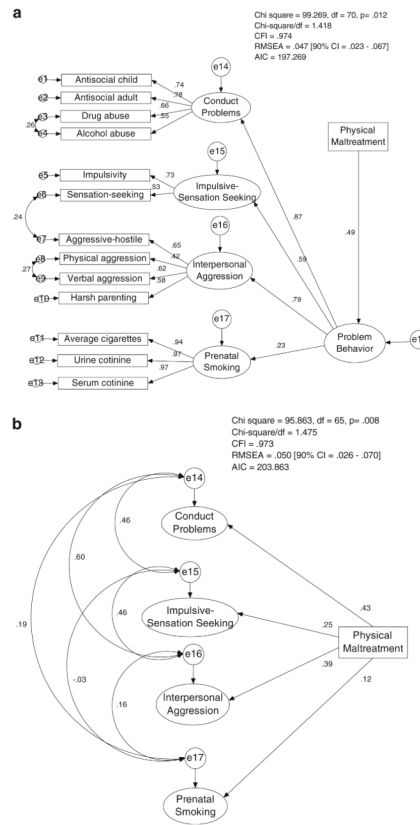 a
Chi square = 99.269, df = 70, p= .012
Chi-square/df = 1.418
CFI = .974
RMSEA = .047 [90% CI = .023 - .067)
AIC = 197.269
e14
e1
Antisocial child
.74
e2
Antisocial adult
.78
e3
Drug abuse
.66
.26
e4
Alcohol abuse
.55
Conduct
Problems
Physical
Maltreatment
e15
e5
Impulsivity
.73
e6
Sensation-seeking
.53
Impulsive-
Sensation Seeking
.87
.49
.24
e16
.59
e7
Aggressive-hostile
.65
e8
Physical aggression
.42
.27
e9
Verbal aggression
.62
e10
Harsh parenting
.58
Interpersonal
Aggression
.79
e17
e11
Average cigarettes
.94
e12
Urine cotinine
.97
e13
Serum cotinine
.97
Prenatal
Smoking
.23
Problem
Behavior
b
Chi square = 95.863, df = 65, p= .008
Chi-square/df = 1.475
CFI = .973
RMSEA = .050 [90% CI = .026 - .070)
AIC = 203.863
e14
.46
Conduct
Problems
.60
e15
.43
.19
.46
Impulsive-
Sensation Seeking
.25
Physical
Maltreatment
e16
.39
-.03
.12
.16
Interpersonal
Aggression
e17
Prenatal
Smoking